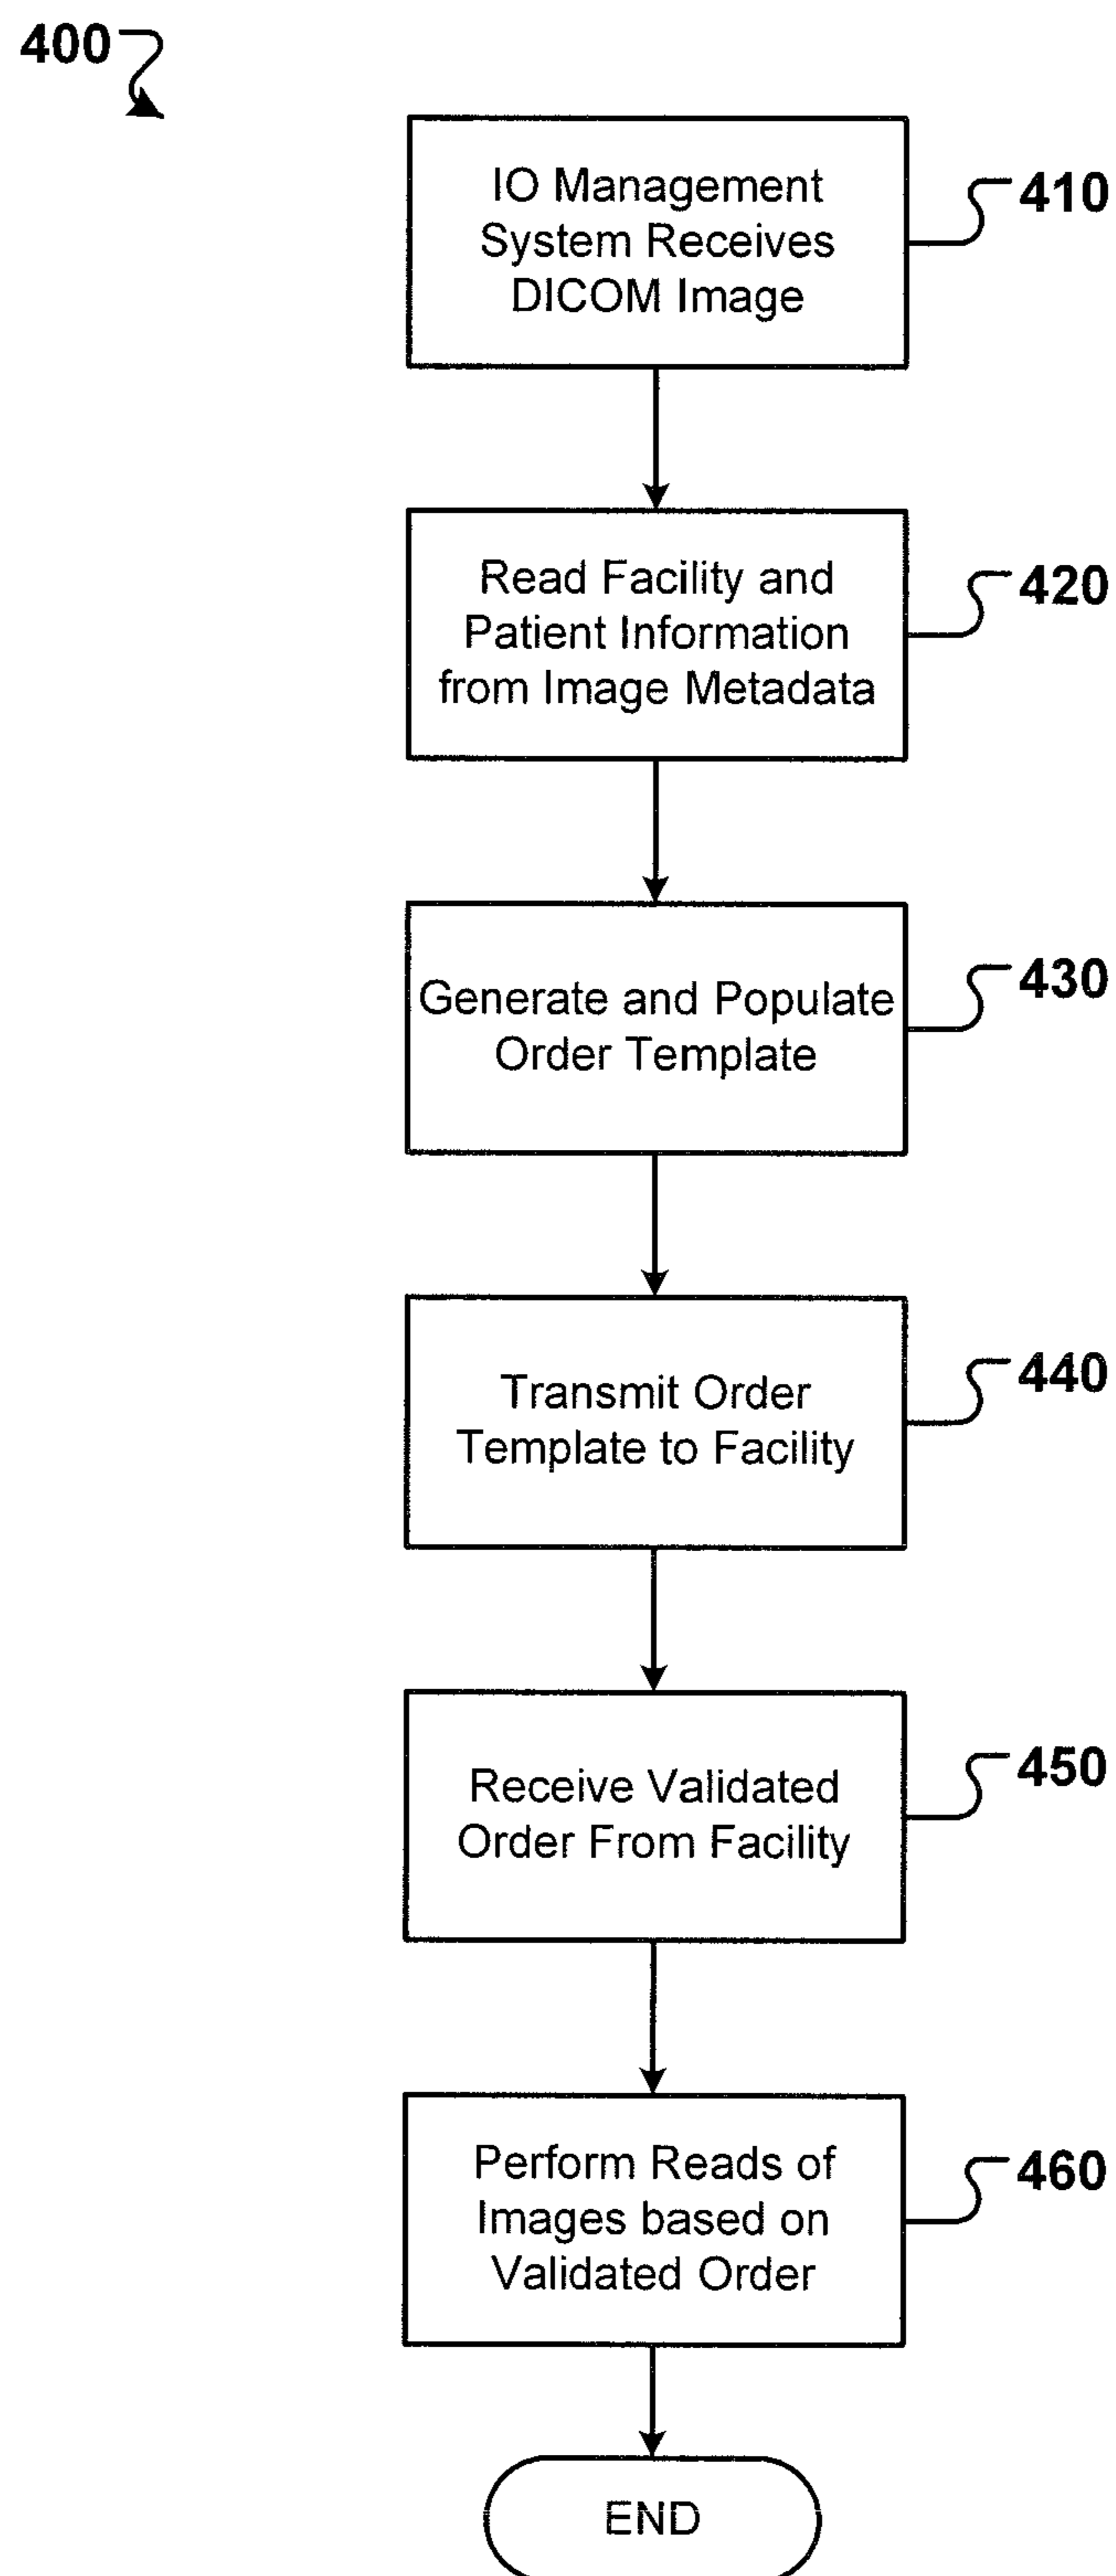 400
IO Management
System Receives
DICOM Image
410
Read Facility and
Patient Information
from Image Metadata
420
Generate and Populate
Order Template
430
Transmit Order
Template to Facility
440
Receive Validated
Order From Facility
450
Perform Reads of
Images based on
Validated Order
460
END